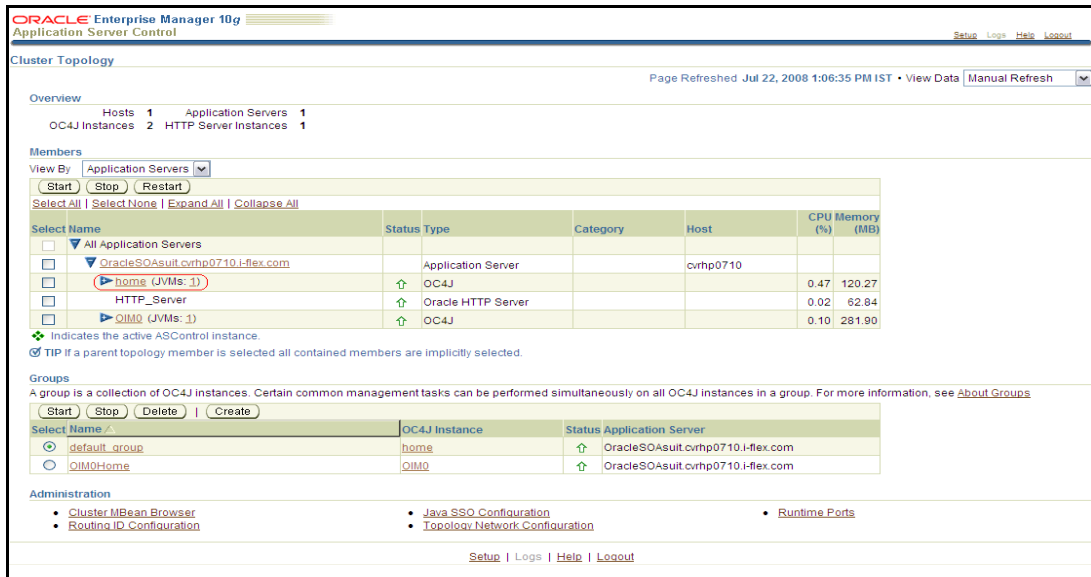 ORACLE Enterprise Manager 10g
Application Server Control
Setup Logs Help Logout
Cluster Topology
Page Refreshed Jul 22, 2008 1:06:35 PM IST • View Data Manual Refresh
Overview
Hosts 1 Application Servers 1
OC4J Instances 2 HTTP Server Instances 1
Members
View By Application Servers
Start Stop Restart
Select All | Select None | Expand All | Collapse All
Select Name Status Type Category Host CPU (%) Memory (MB)
All Application Servers
OracleSOAsuit.cvrhp0710.i-flex.com Application Server cvrhp0710
home (JVMs: 1) OC4J 0.47 120.27
HTTP_Server Oracle HTTP Server 0.02 62.84
OIM0 (JVMs: 1) OC4J 0.10 281.90
Indicates the active ASControl instance.
TIP If a parent topology member is selected all contained members are implicitly selected.
Groups
A group is a collection of OC4J instances. Certain common management tasks can be performed simultaneously on all OC4J instances in a group. For more information, see About Groups
Start Stop Delete | Create
Select Name OC4J Instance Status Application Server
default_group home OracleSOAsuit.cvrhp0710.i-flex.com
OIM0Home OIM0 OracleSOAsuit.cvrhp0710.i-flex.com
Administration
• Cluster MBean Browser • Java SSO Configuration • Runtime Ports
• Routing ID Configuration • Topology Network Configuration
Setup | Logs | Help | Logout